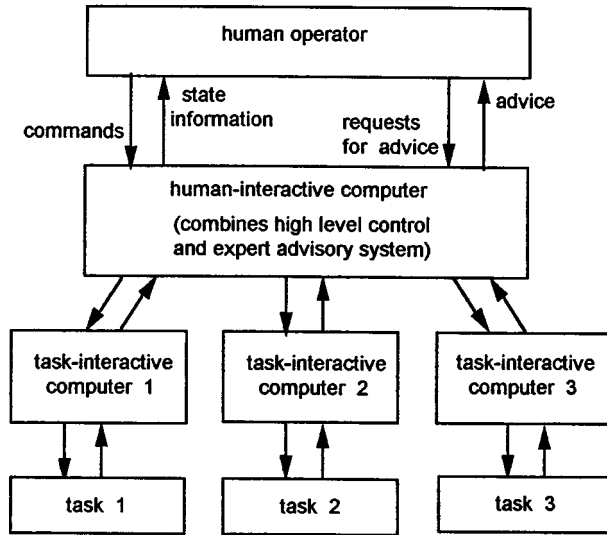 human operator
state
information
commands
requests
for advice
advice
human-interactive computer
(combines high level control
and expert advisory system)
task-interactive
computer 1
task-interactive
computer 2
task-interactive
computer 3
task 1
task 2
task 3